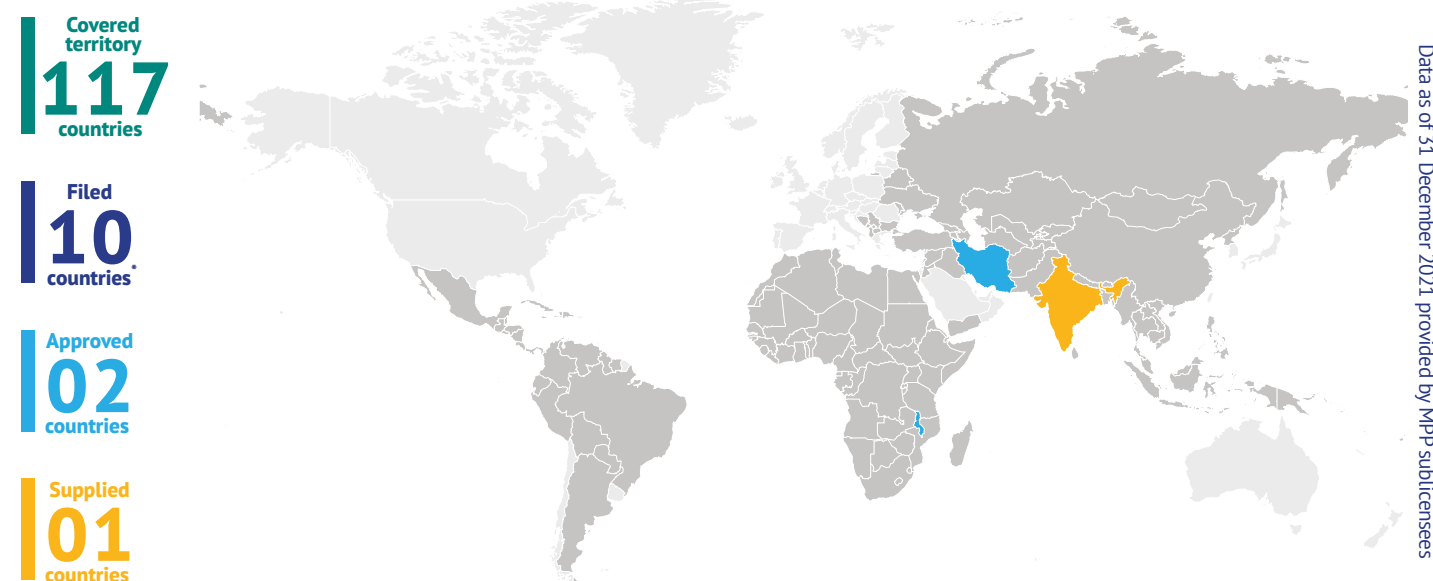 Covered
territory
117
countries
Filed
10
countries*
Approved
02
countries
Supplied
01
countries
Data as of 31 December 2021 provided by MPP sublicensees